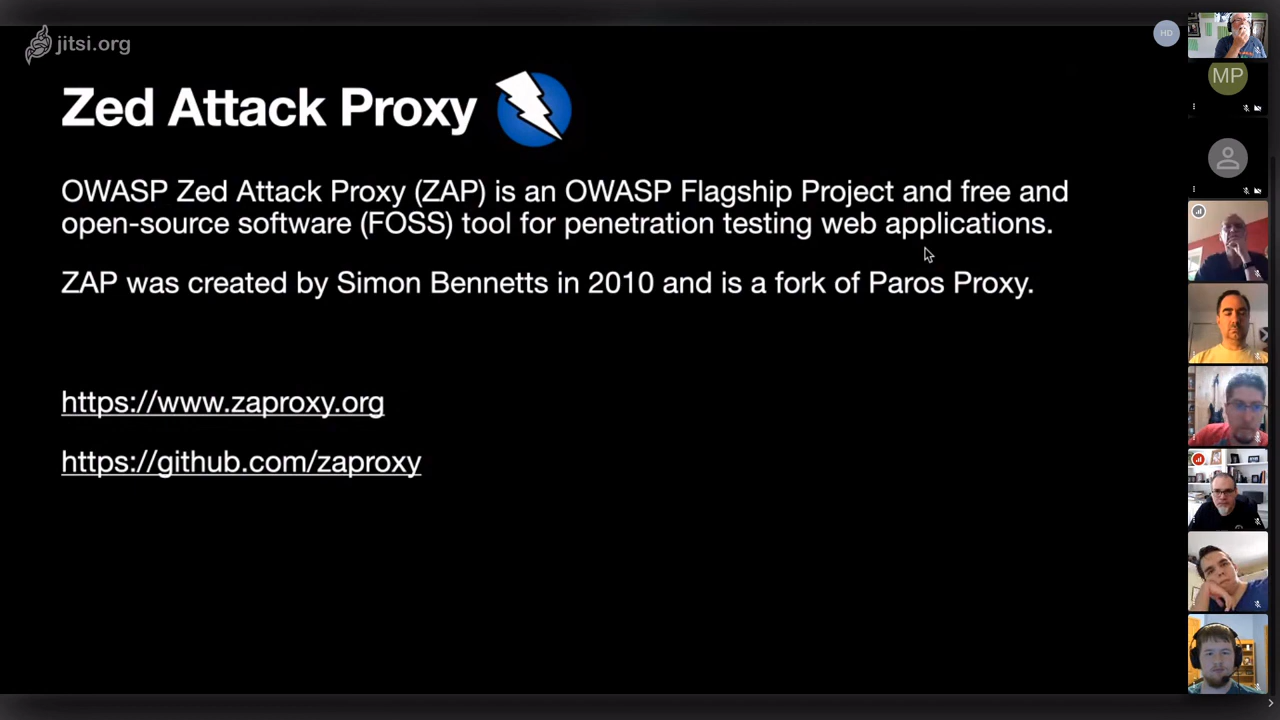 jitsi.org
HD
Zed Attack Proxy
MP
OWASP Zed Attack Proxy (ZAP) is an OWASP Flagship Project and free and
open-source software (FOSS) tool for penetration testing web applications.
ZAP was created by Simon Bennetts in 2010 and is a fork of Paros Proxy.
https://www.zaproxy.org
https://github.com/zaproxy